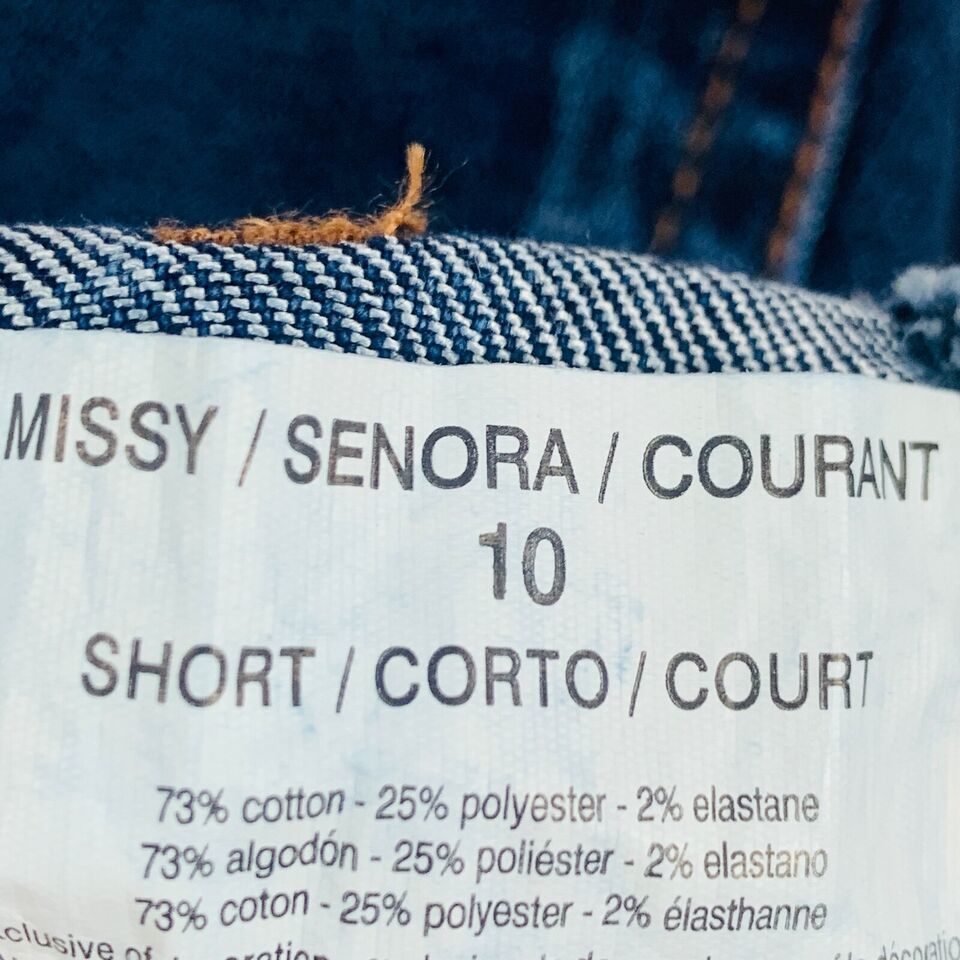 MISSY / SENORA / COURANT
10
SHORT / CORTO / COURT
73% cotton - 25% polyester - 2% elastane
73% algodón - 25% poliéster - 2% elastano
73% coton - 25% polyester - 2% élasthanne